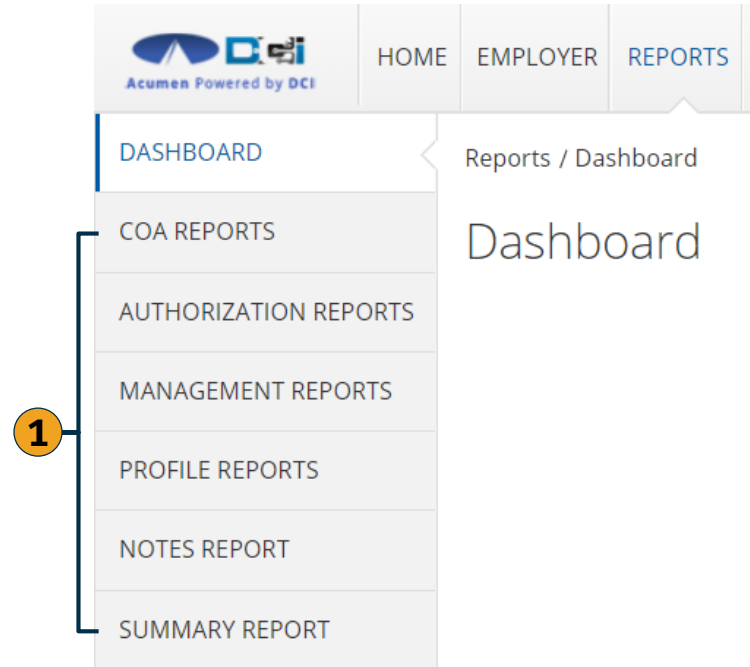 DCI
Acumen Powered by DCI
HOME
EMPLOYER
REPORTS
DASHBOARD
Reports / Dashboard
COA REPORTS
Dashboard
AUTHORIZATION REPORTS
MANAGEMENT REPORTS
1
PROFILE REPORTS
NOTES REPORT
SUMMARY REPORT